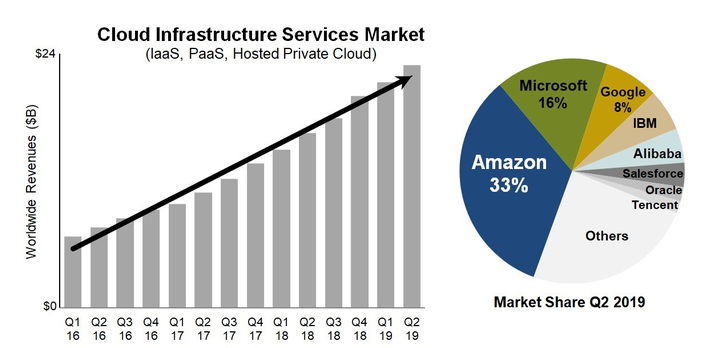 Cloud Infrastructure Services Market
(IaaS, PaaS, Hosted Private Cloud)
$24
Worldwide Revenues ($B)
$0
Q1 Q2 Q3 Q4 Q1 Q2 Q3 Q4 Q1 Q2 Q3 Q4 Q1 Q2
16 16 16 16 17 17 17 17 18 18 18 18 19 19
Microsoft
16%
Google
8%
IBM
Alibaba
Amazon
33%
Salesforce
Oracle
Tencent
Others
Market Share Q2 2019